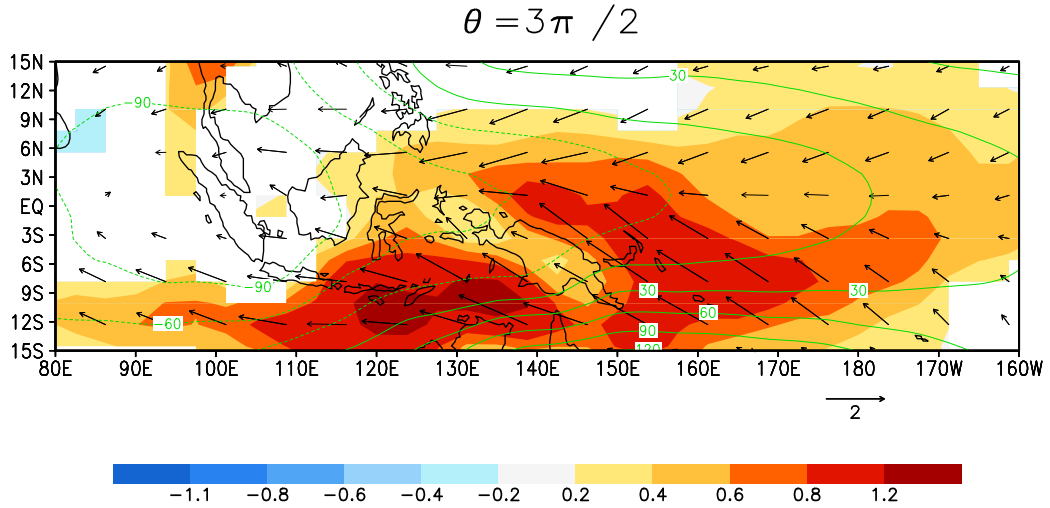 θ = 3π / 2
15N
30
12N
-90
9N
6N
3N
EQ
3S
6S
-90
30
30
9S
60
12S
-60
90
15S
120
80E 90E 100E 110E 120E 130E 140E 150E 160E 170E 180 170W 160W
2
-1.1 -0.8 -0.6 -0.4 -0.2 0.2 0.4 0.6 0.8 1.2